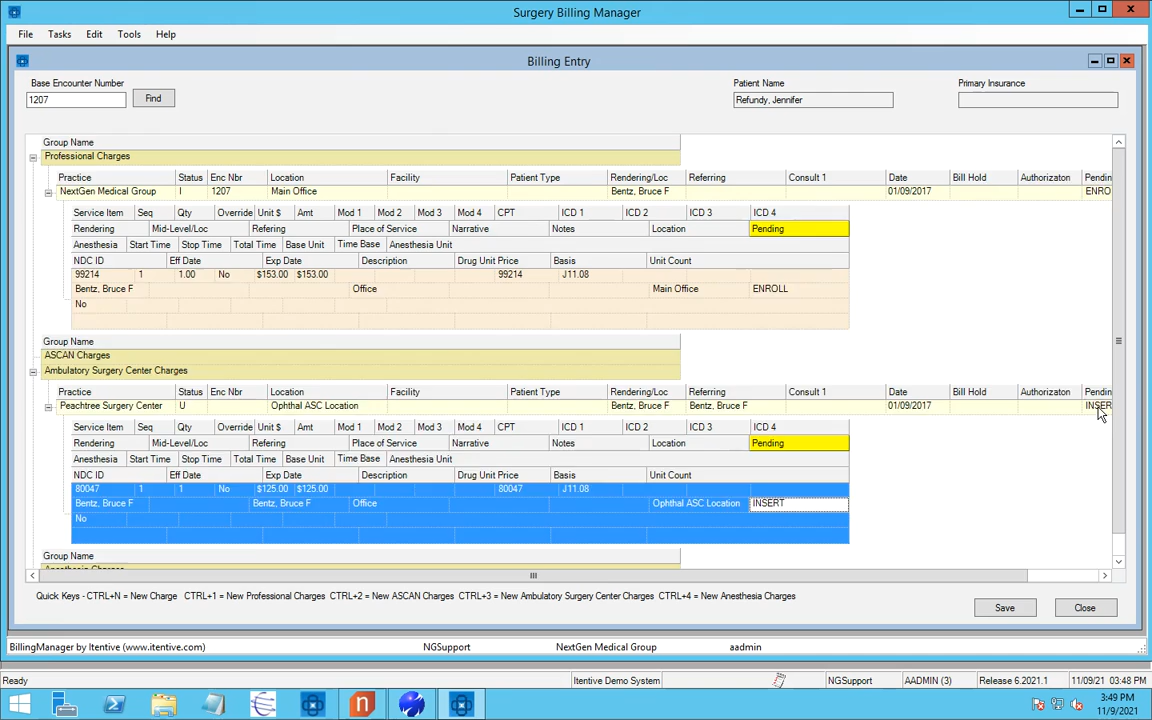 Surgery Billing Manager
File Tasks Edit Tools Help
Billing Entry
Base Encounter Number Patient Name Primary Insurance
1207 Find Refundy, Jennifer
Group Name
Professional Charges
Practice Status Enc Nbr Location Facility Patient Type Rendering/Loc Referring Consult 1 Date Bill Hold Authorizaton Pendin
NextGen Medical Group I 1207 Main Office Bentz, Bruce F 01/09/2017 ENRO
Service Item Seq Qty Override Unit $ Amt Mod 1 Mod 2 Mod 3 Mod 4 CPT ICD 1 ICD 2 ICD 3 ICD 4
Rendering Mid-Level/Loc Refering Place of Service Narrative Notes Location Pending
Anesthesia Start Time Stop Time Total Time Base Unit Time Base Anesthesia Unit
NDC ID Eff Date Exp Date Description Drug Unit Price Basis Unit Count
99214 1 1.00 No $153.00 $153.00 99214 J11.08
Bentz, Bruce F Office Main Office ENROLL
No
Group Name
ASCAN Charges
Ambulatory Surgery Center Charges
Practice Status Enc Nbr Location Facility Patient Type Rendering/Loc Referring Consult 1 Date Bill Hold Authorizaton Pendin
Peachtree Surgery Center U Ophthal ASC Location Bentz, Bruce F Bentz, Bruce F 01/09/2017 INSER
Service Item Seq Qty Override Unit $ Amt Mod 1 Mod 2 Mod 3 Mod 4 CPT ICD 1 ICD 2 ICD 3 ICD 4
Rendering Mid-Level/Loc Refering Place of Service Narrative Notes Location Pending
Anesthesia Start Time Stop Time Total Time Base Unit Time Base Anesthesia Unit
NDC ID Eff Date Exp Date Description Drug Unit Price Basis Unit Count
80047 1 1 No $125.00 $125.00 80047 J11.08
Bentz, Bruce F Bentz, Bruce F Office Ophthal ASC Location INSERT
No
Group Name
Anesthesia Charges
Quick Keys - CTRL+N = New Charge CTRL+1 = New Professional Charges CTRL+2 = New ASCAN Charges CTRL+3 = New Ambulatory Surgery Center Charges CTRL+4 = New Anesthesia Charges
Save Close
BillingManager by Itentive (www.itentive.com) NGSupport NextGen Medical Group aadmin
Ready Itentive Demo System NGSupport AADMIN (3) Release 6.2021.1 11/09/21 03:48 PM
3:49 PM
11/9/2021